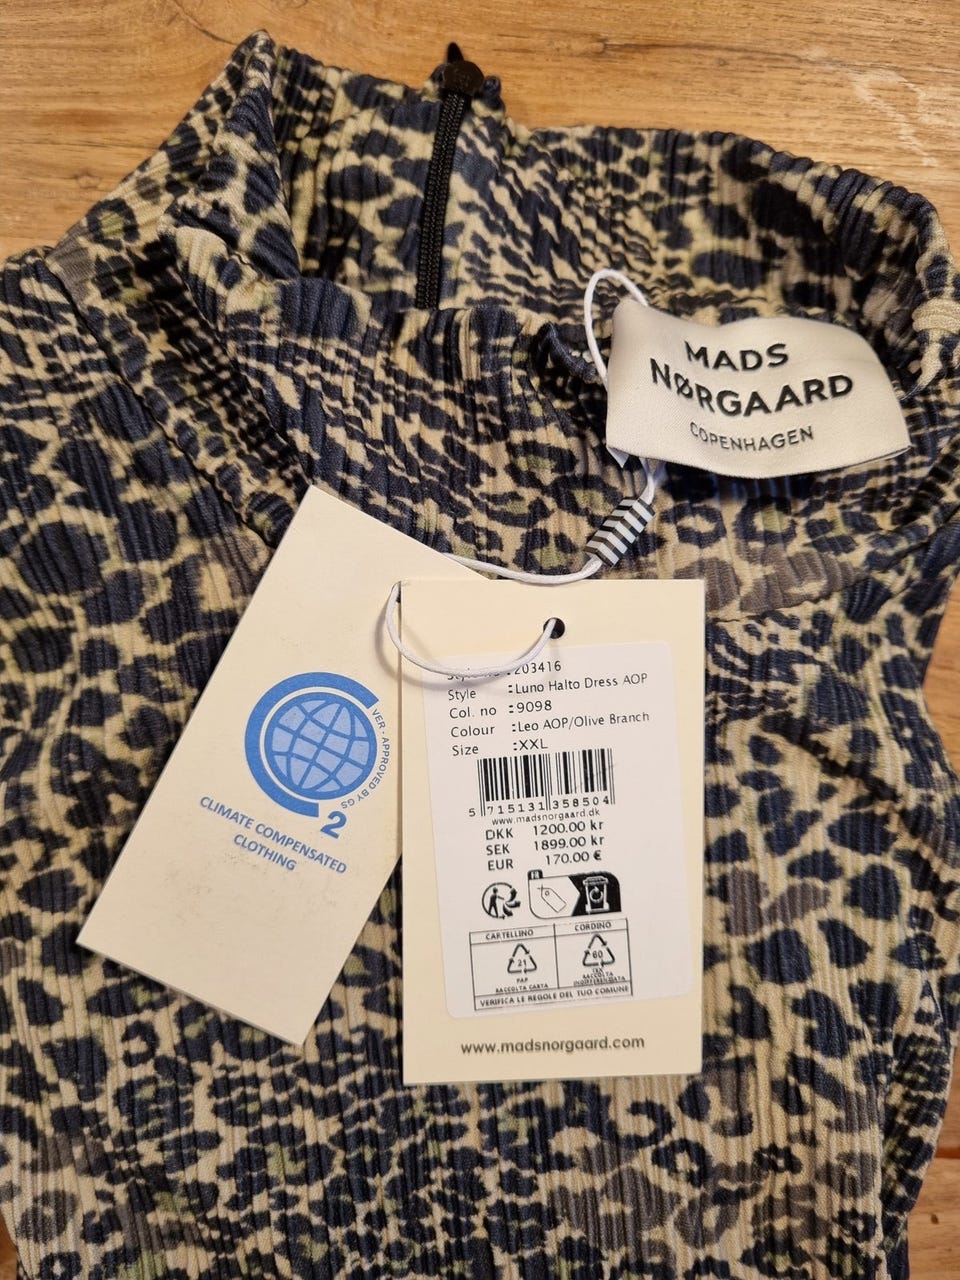 MADS
NØRGAARD
COPENHAGEN
:203416
Style :Luno Halto Dress AOP
Col. no :9098
Colour :Leo AOP/Olive Branch
Size :XXL
5 715131 358504
www.madsnorgaard.dk
DKK 1200.00 kr
SEK 1899.00 kr
EUR 170.00 €
FR
CARTELLINO
CORDINO
21
60
PAP
TEX
RACCOLTA CARTA
RACCOLTA
INDIFFERENZIATA
VERIFICA LE REGOLE DEL TUO COMUNE
www.madsnorgaard.com
VER · APPROVED BY GS
2
CLIMATE COMPENSATED
CLOTHING